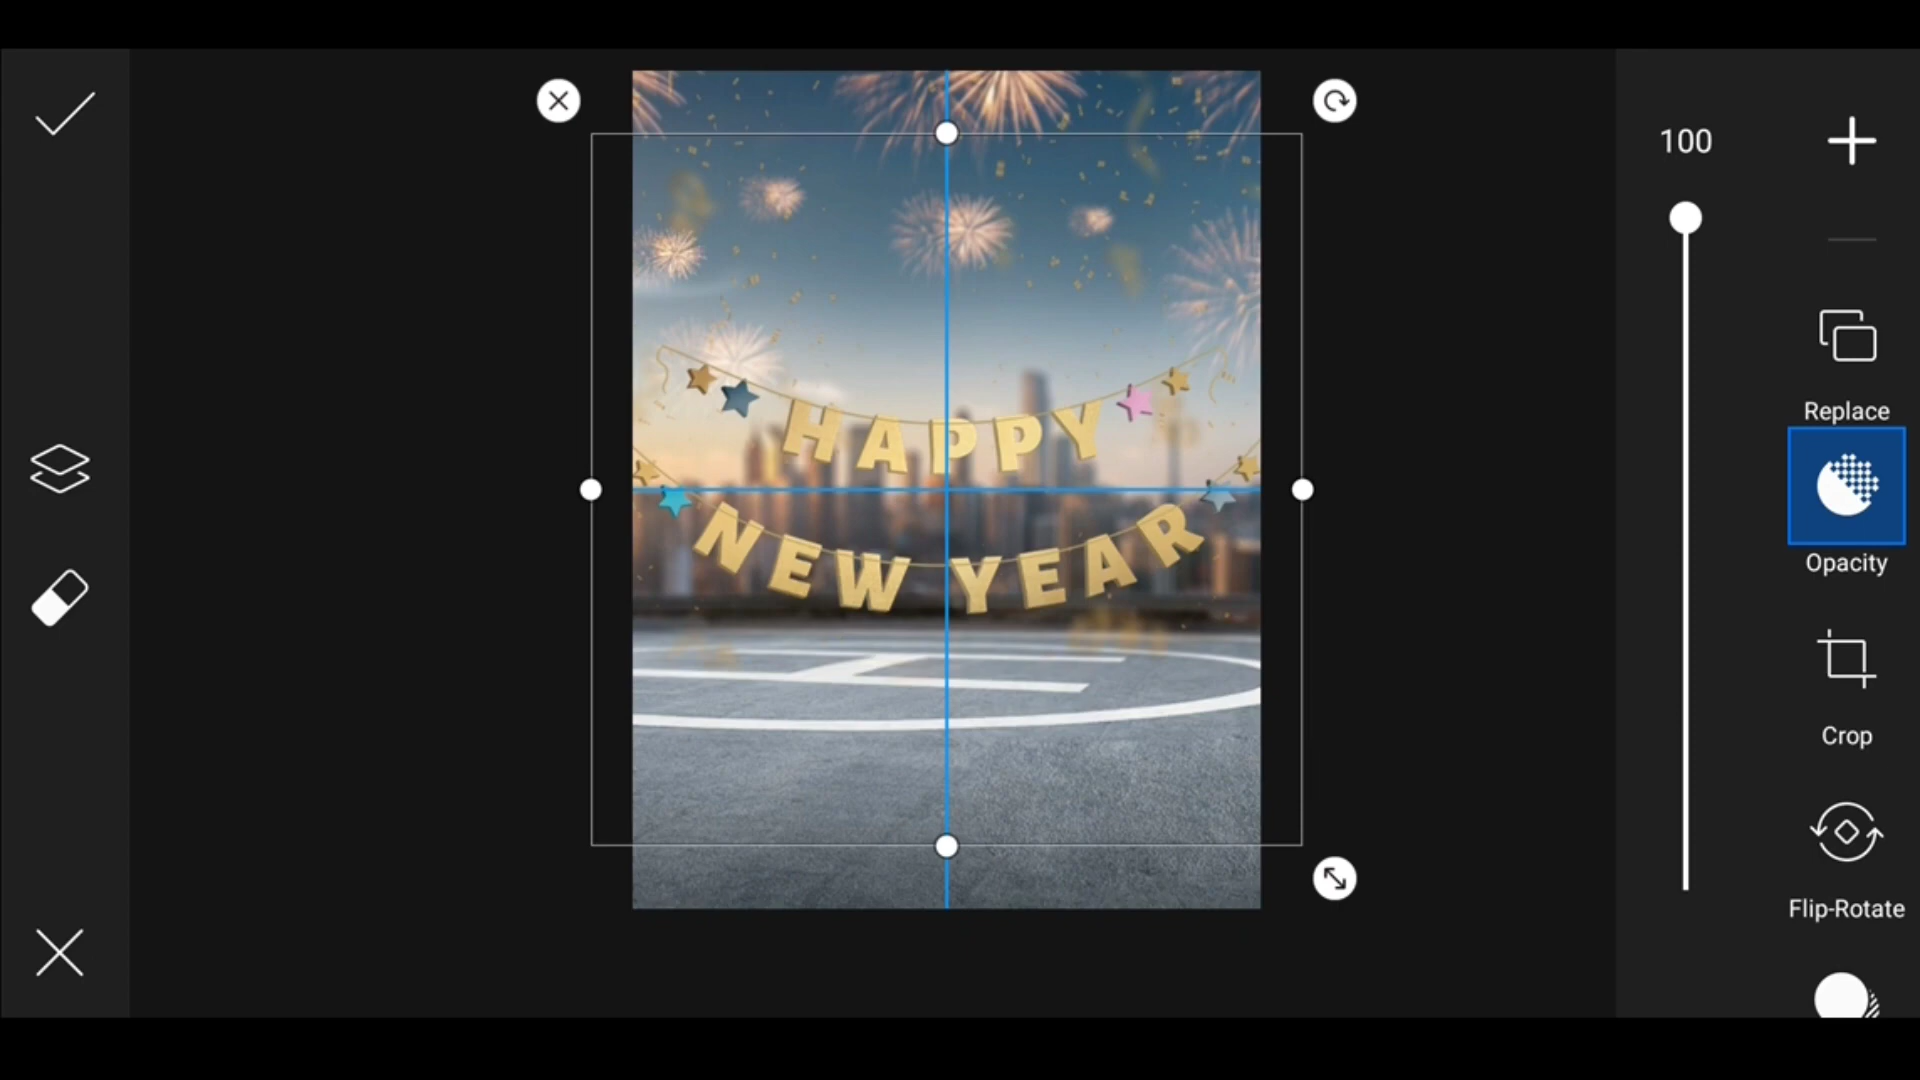 100
Replace
Opacity
Crop
Flip-Rotate
HAPPY
NEW YEAR